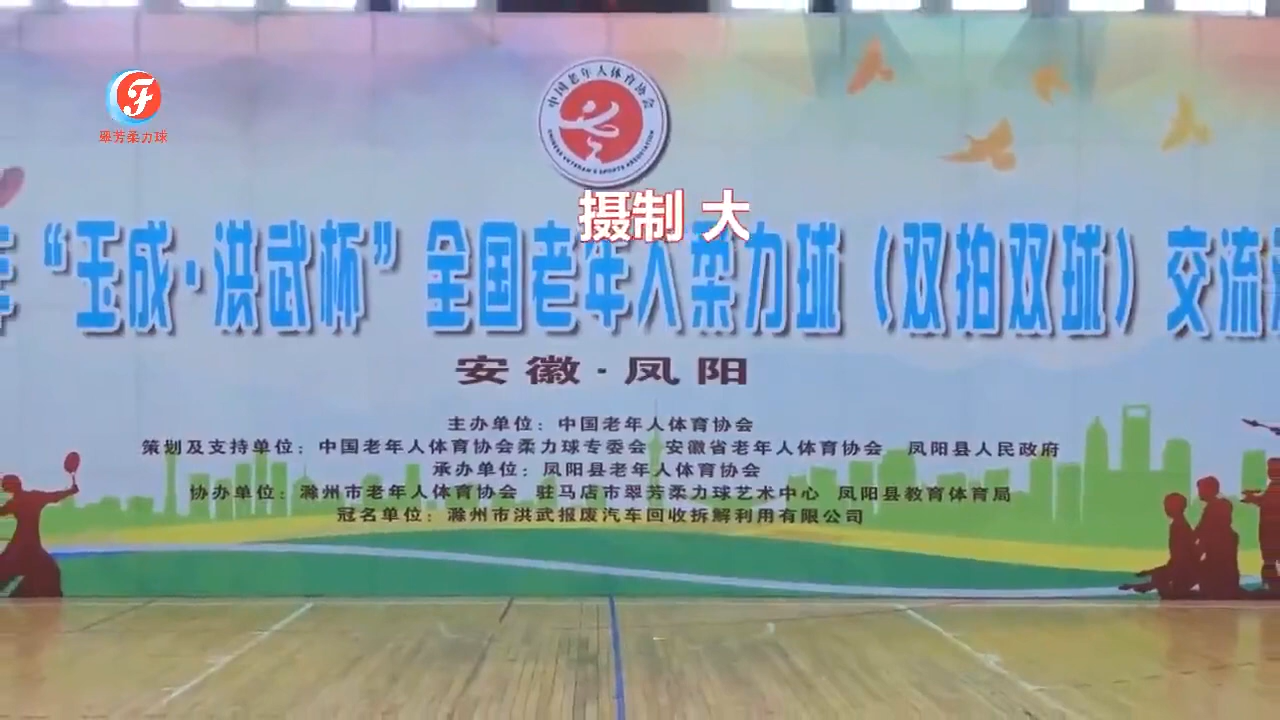 翠芳柔力球
中国老年人体育协会
CHINESE VETERAN'S SPORTS ASSOCIATION
摄制 大
“玉成·洪武杯”全国老年人柔力球（双拍双球）交流
安徽·凤阳
主办单位：中国老年人体育协会
策划及支持单位：中国老年人体育协会柔力球专委会 安徽省老年人体育协会 凤阳县人民政府
承办单位：凤阳县老年人体育协会
协办单位：滁州市老年人体育协会 驻马店市翠芳柔力球艺术中心 凤阳县教育体育局
冠名单位：滁州市洪武报废汽车回收拆解利用有限公司